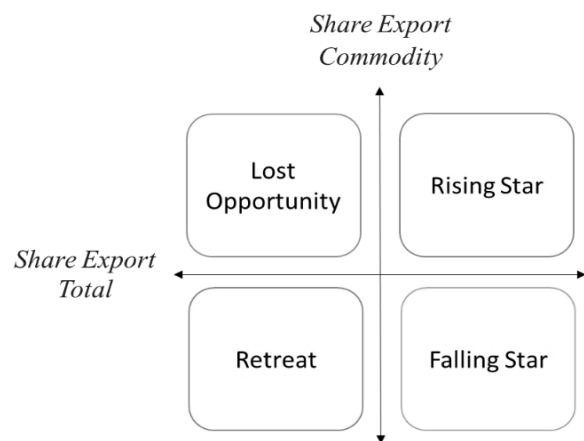 Share Export
Commodity
Lost
Opportunity
Rising Star
Share Export
Total
Retreat
Falling Star